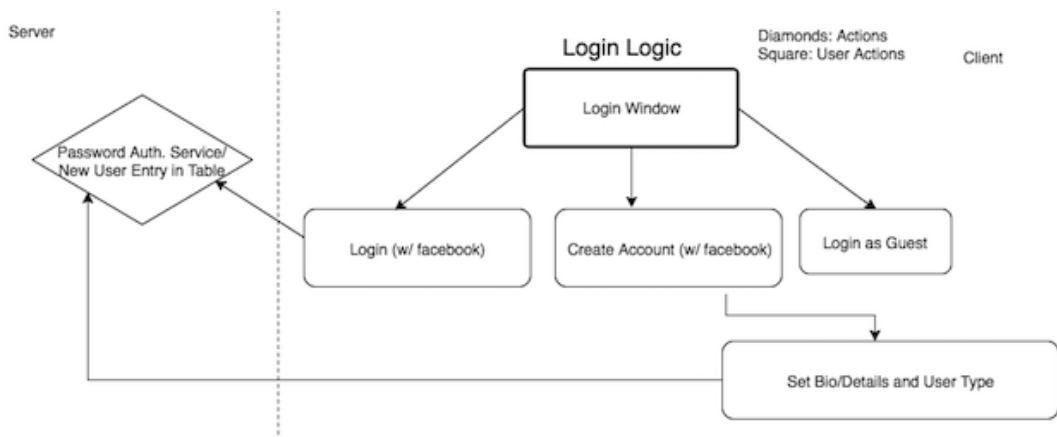 Server
Login Logic
Diamonds: Actions
Square: User Actions
Client
Login Window
Password Auth. Service/
New User Entry in Table
Login (w/ facebook)
Create Account (w/ facebook)
Login as Guest
Set Bio/Details and User Type